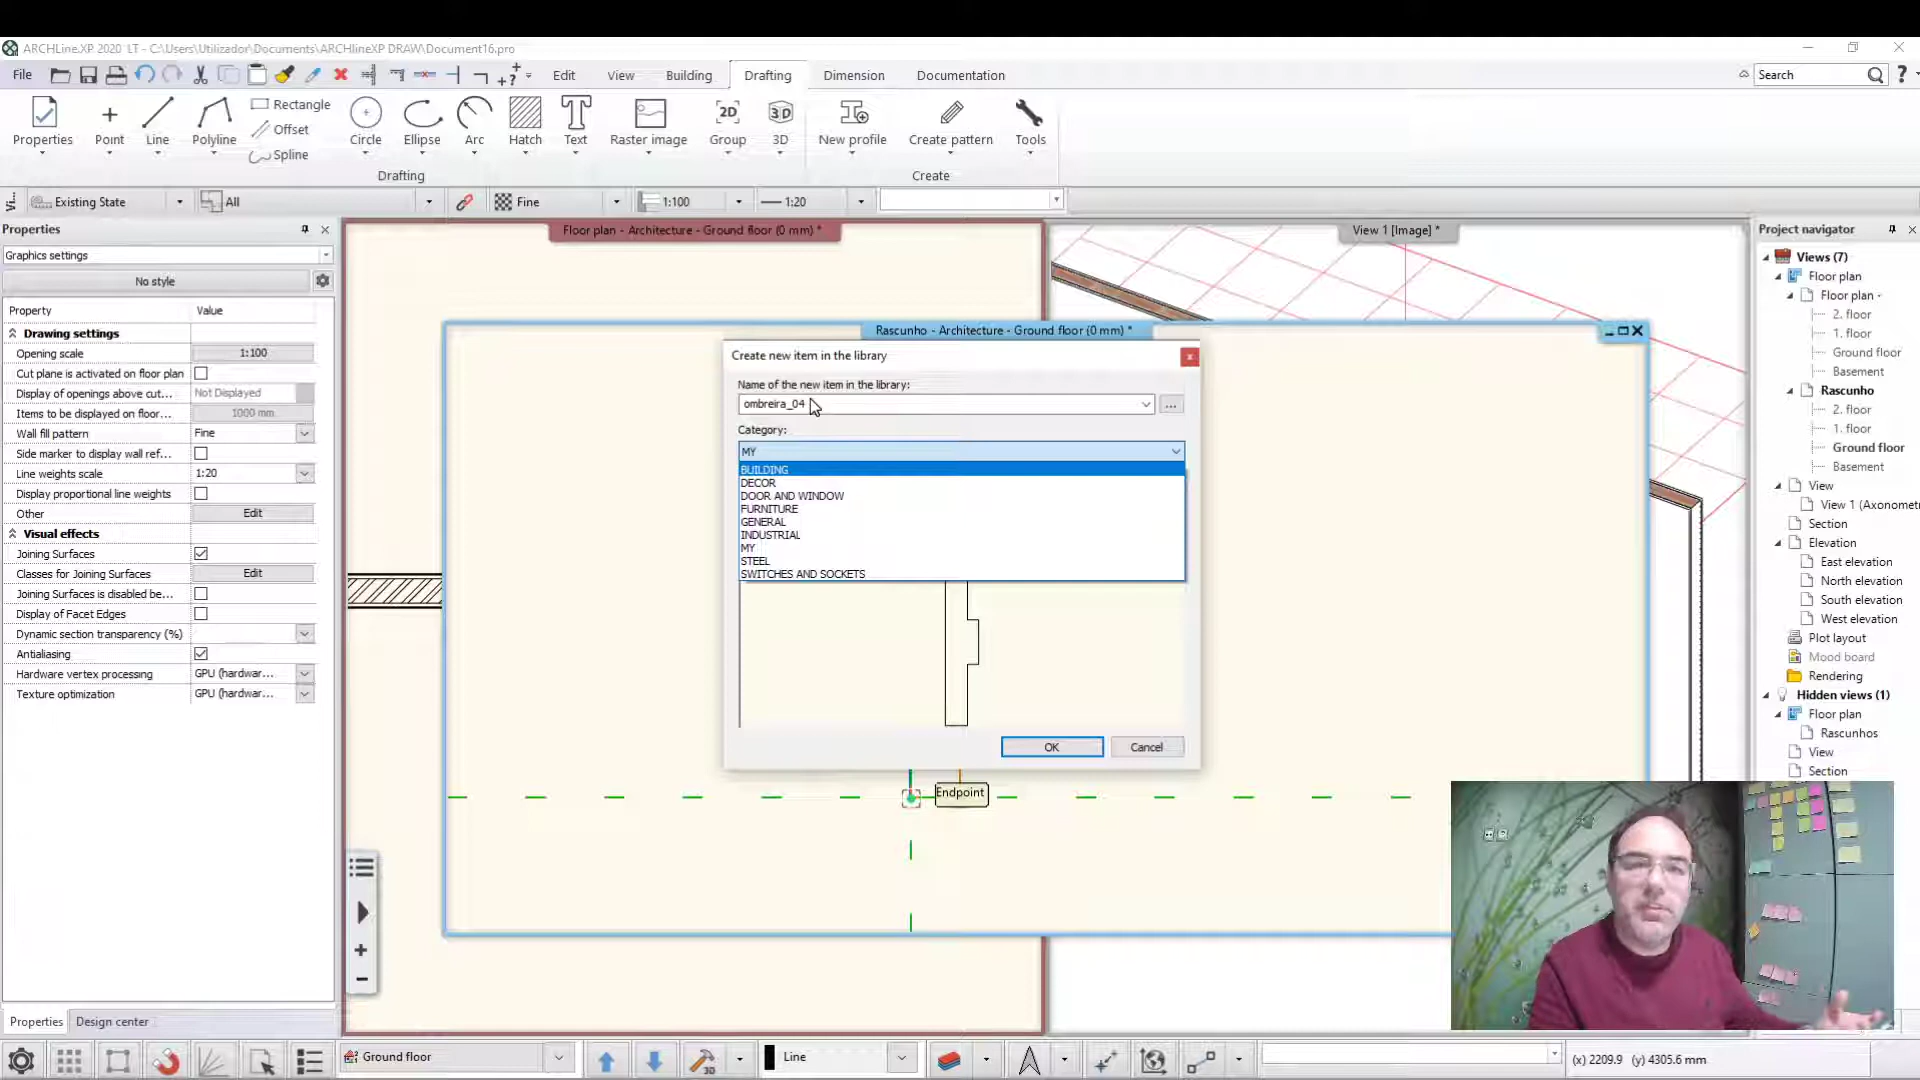 ARCHLine.XP 2020 LT - C:\Users\Utilizador\Documents\ARCHlineXP DRAW\Document16.pro
File
Edit
View
Building
Drafting
Dimension
Documentation
Search
Properties
Point
Line
Polyline
Rectangle
Offset
Spline
Circle
Ellipse
Arc
Hatch
Text
Raster image
2D
Group
3D
3D
New profile
Create pattern
Tools
Drafting
Create
Existing State
All
Fine
1:100
1:20
Properties
Graphics settings
No style
Property Value
Drawing settings
Opening scale 1:100
Cut plane is activated on floor plan
Display of openings above cut... Not Displayed
Items to be displayed on floor... 1000 mm
Wall fill pattern Fine
Side marker to display wall ref...
Line weights scale 1:20
Display proportional line weights
Other Edit
Visual effects
Joining Surfaces
Classes for Joining Surfaces Edit
Joining Surfaces is disabled be...
Display of Facet Edges
Dynamic section transparency (%)
Antialiasing
Hardware vertex processing GPU (hardwar...
Texture optimization GPU (hardwar...
Properties
Design center
Floor plan - Architecture - Ground floor (0 mm) *
View 1 [Image] *
Rascunho - Architecture - Ground floor (0 mm) *
Create new item in the library
Name of the new item in the library:
ombreira_04
...
Category:
MY
BUILDING
DECOR
DOOR AND WINDOW
FURNITURE
GENERAL
INDUSTRIAL
MY
STEEL
SWITCHES AND SOCKETS
OK
Cancel
Endpoint
Project navigator
Views (7)
Floor plan
Floor plan -
2. floor
1. floor
Ground floor
Basement
Rascunho
2. floor
1. floor
Ground floor
Basement
View
View 1 (Axonomet
Section
Elevation
East elevation
North elevation
South elevation
West elevation
Plot layout
Mood board
Rendering
Hidden views (1)
Floor plan
Rascunhos
View
Section
Ground floor
3D
Line
(x) 2209.9 (y) 4305.6 mm